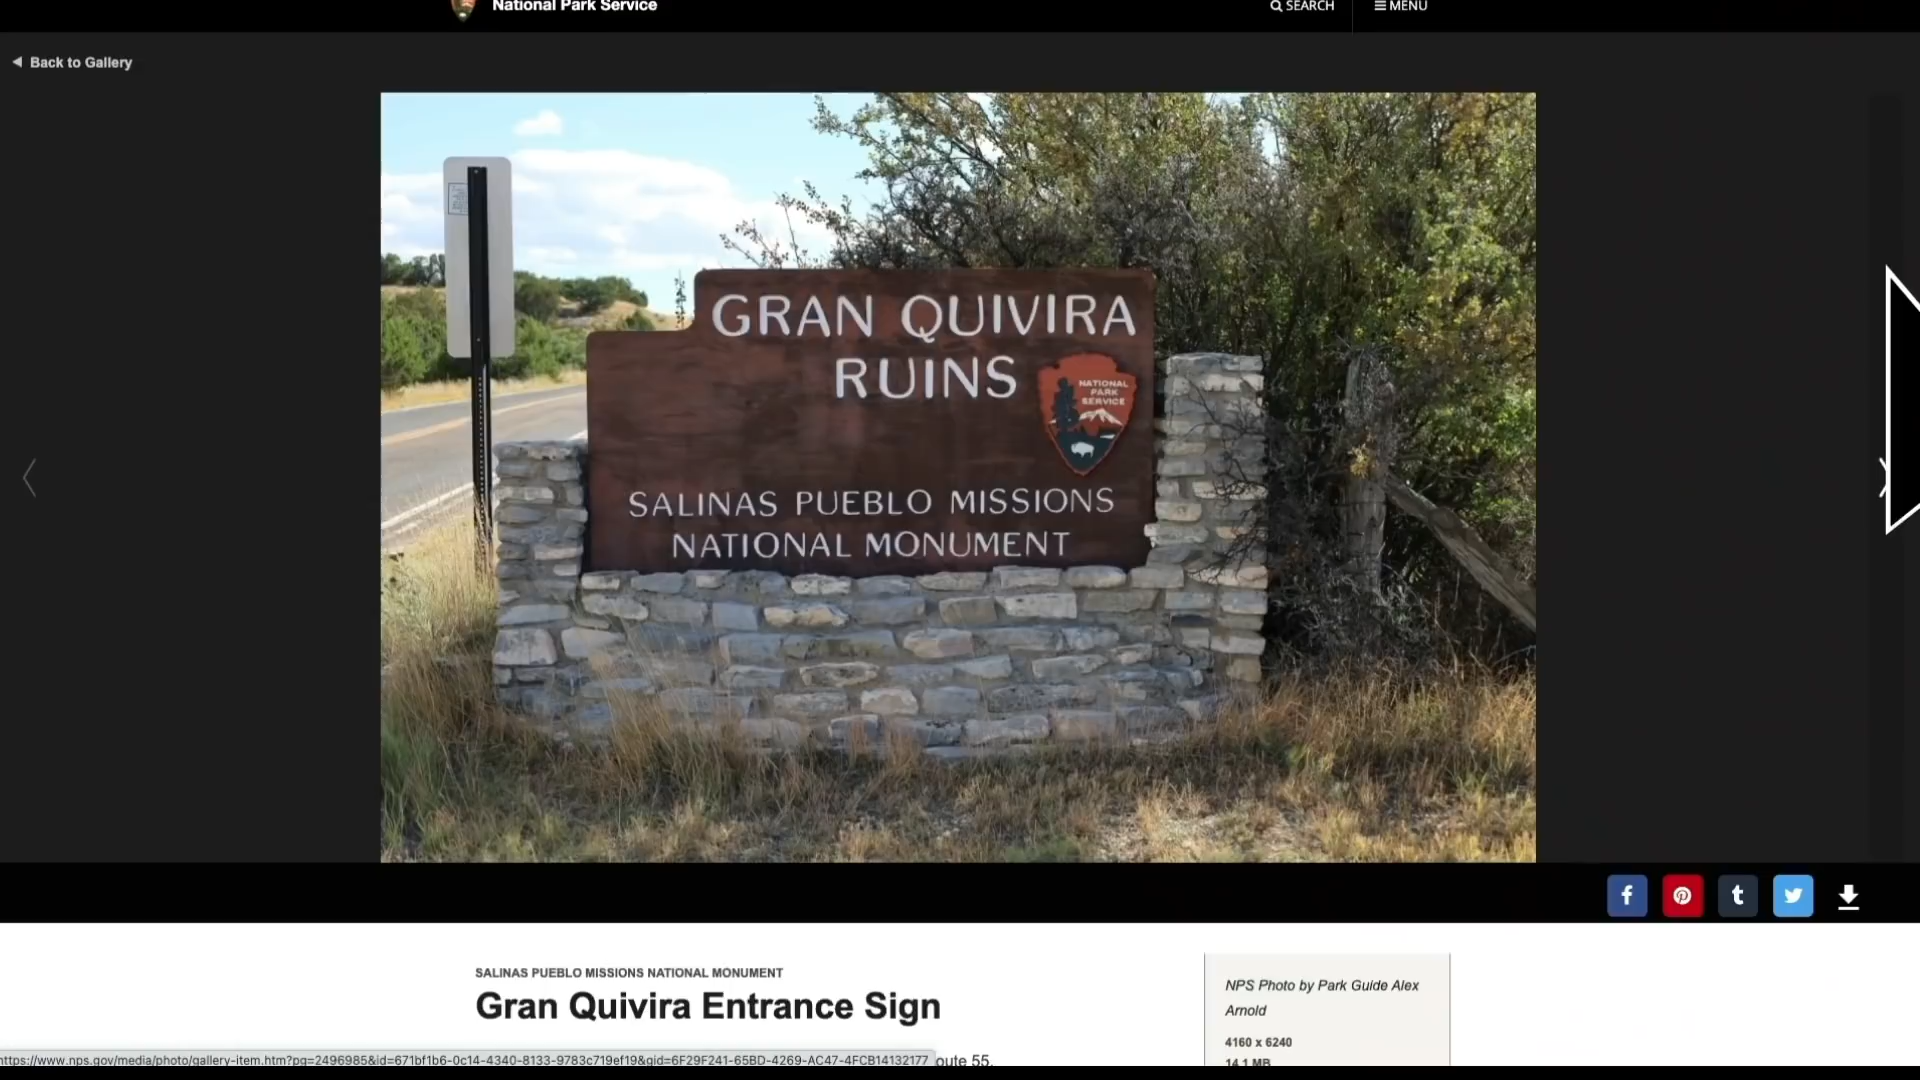 National Park Service
SEARCH
MENU
Back to Gallery
GRAN QUIVIRA
RUINS
NATIONAL
PARK
SERVICE
SALINAS PUEBLO MISSIONS
NATIONAL MONUMENT
SALINAS PUEBLO MISSIONS NATIONAL MONUMENT
Gran Quivira Entrance Sign
NPS Photo by Park Guide Alex
Arnold
4160 x 6240
14.1 MB
https://www.nps.gov/media/photo/gallery-item.htm?pg=2496985&id=671bf1b6-0c14-4340-8133-9783c719ef19&gid=6F29F241-65BD-4269-AC47-4FCB14132177 oute 55,